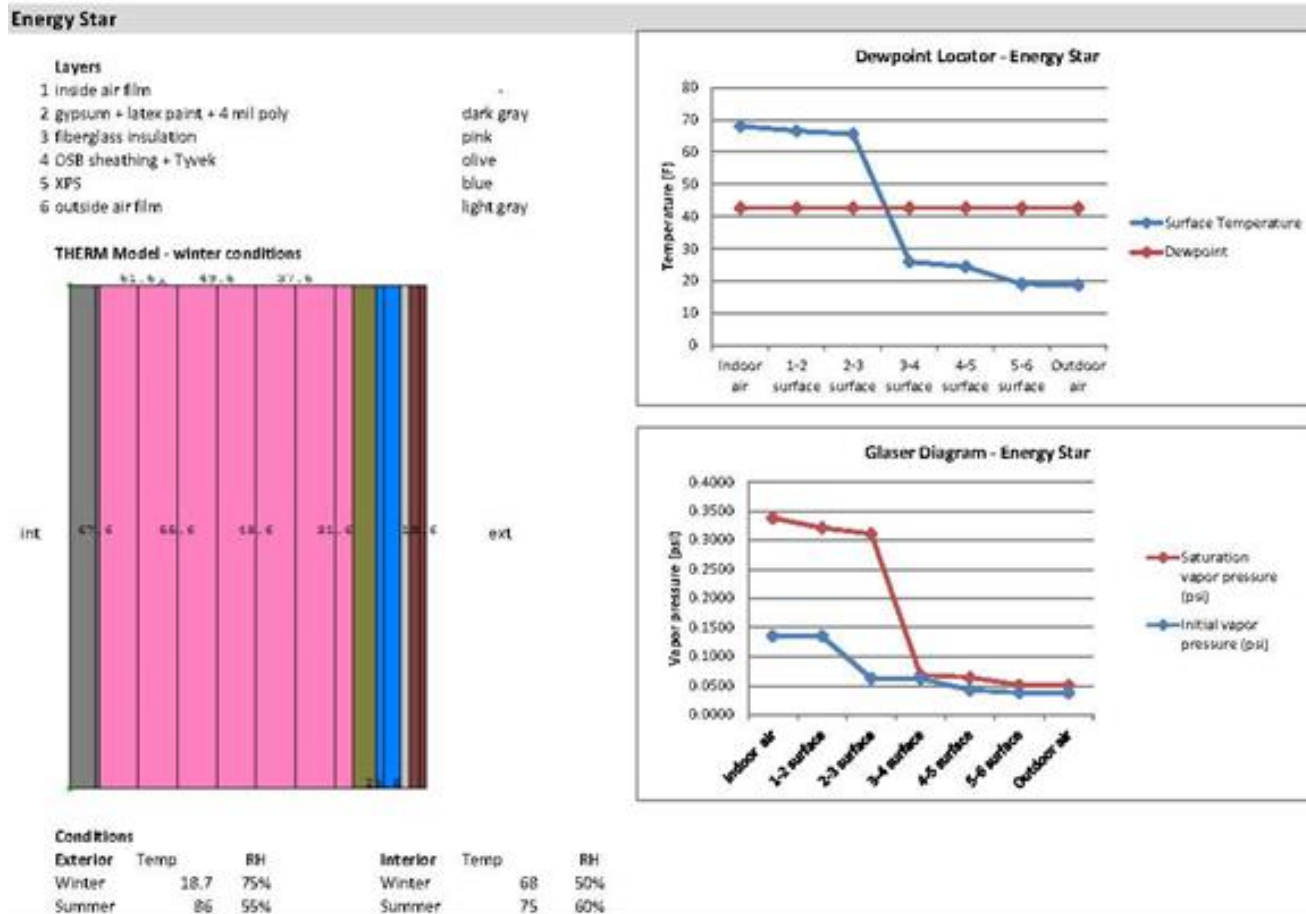 Energy Star
Layers
1 inside air film -
2 gypsum + latex paint + 4 mil poly dark gray
3 fiberglass insulation pink
4 OSB sheathing + Tyvek olive
5 XPS blue
6 outside air film light gray
THERM Model - winter conditions
int
ext
Conditions
Exterior Temp RH Interior Temp RH
Winter 18.7 75% Winter 68 50%
Summer 86 55% Summer 75 60%
Dewpoint Locator - Energy Star
Temperature (F)
80
70
60
50
40
30
20
10
0
Indoor air
1-2 surface
2-3 surface
3-4 surface
4-5 surface
5-6 surface
Outdoor air
Surface Temperature
Dewpoint
Glaser Diagram - Energy Star
Vapor pressure (psi)
0.4000
0.3500
0.3000
0.2500
0.2000
0.1500
0.1000
0.0500
0.0000
Indoor air
1-2 surface
2-3 surface
3-4 surface
4-5 surface
5-6 surface
Outdoor air
Saturation
vapor pressure
(psi)
Initial vapor
pressure (psi)